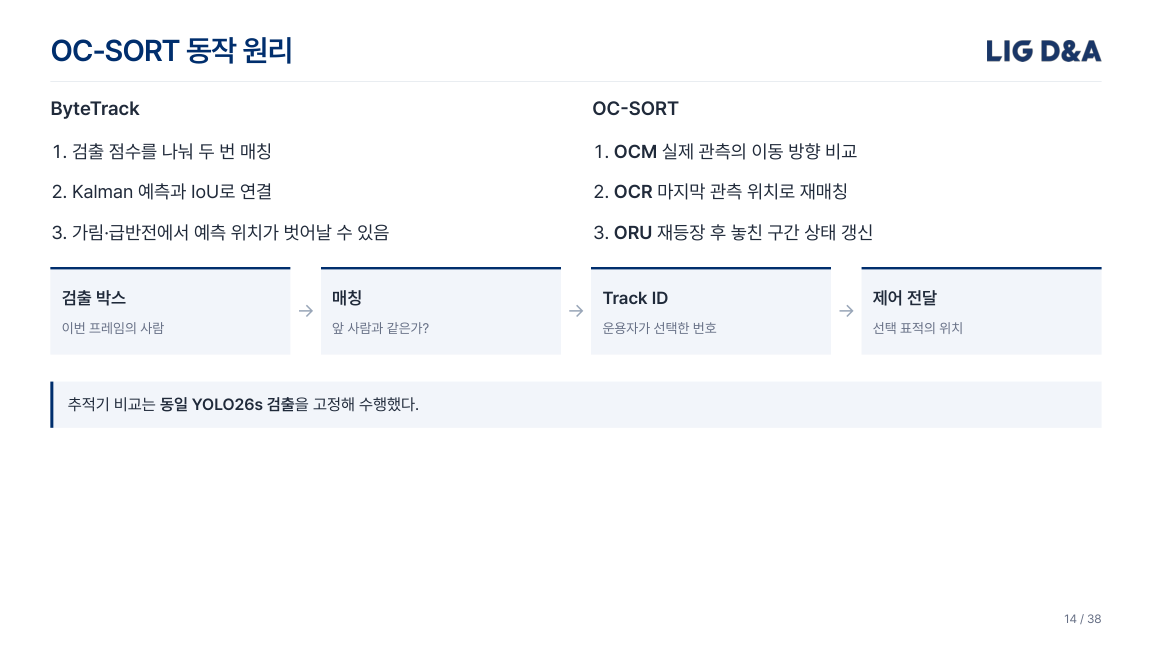 OC-SORT 동작 원리
LIG D&A
ByteTrack
1. 검출 점수를 나눠 두 번 매칭
2. Kalman 예측과 IoU로 연결
3. 가림·급반전에서 예측 위치가 벗어날 수 있음
OC-SORT
1. OCM 실제 관측의 이동 방향 비교
2. OCR 마지막 관측 위치로 재매칭
3. ORU 재등장 후 놓친 구간 상태 갱신
검출 박스
이번 프레임의 사람
→
매칭
앞 사람과 같은가?
→
Track ID
운용자가 선택한 번호
→
제어 전달
선택 표적의 위치
추적기 비교는 동일 YOLO26s 검출을 고정해 수행했다.
14 / 38